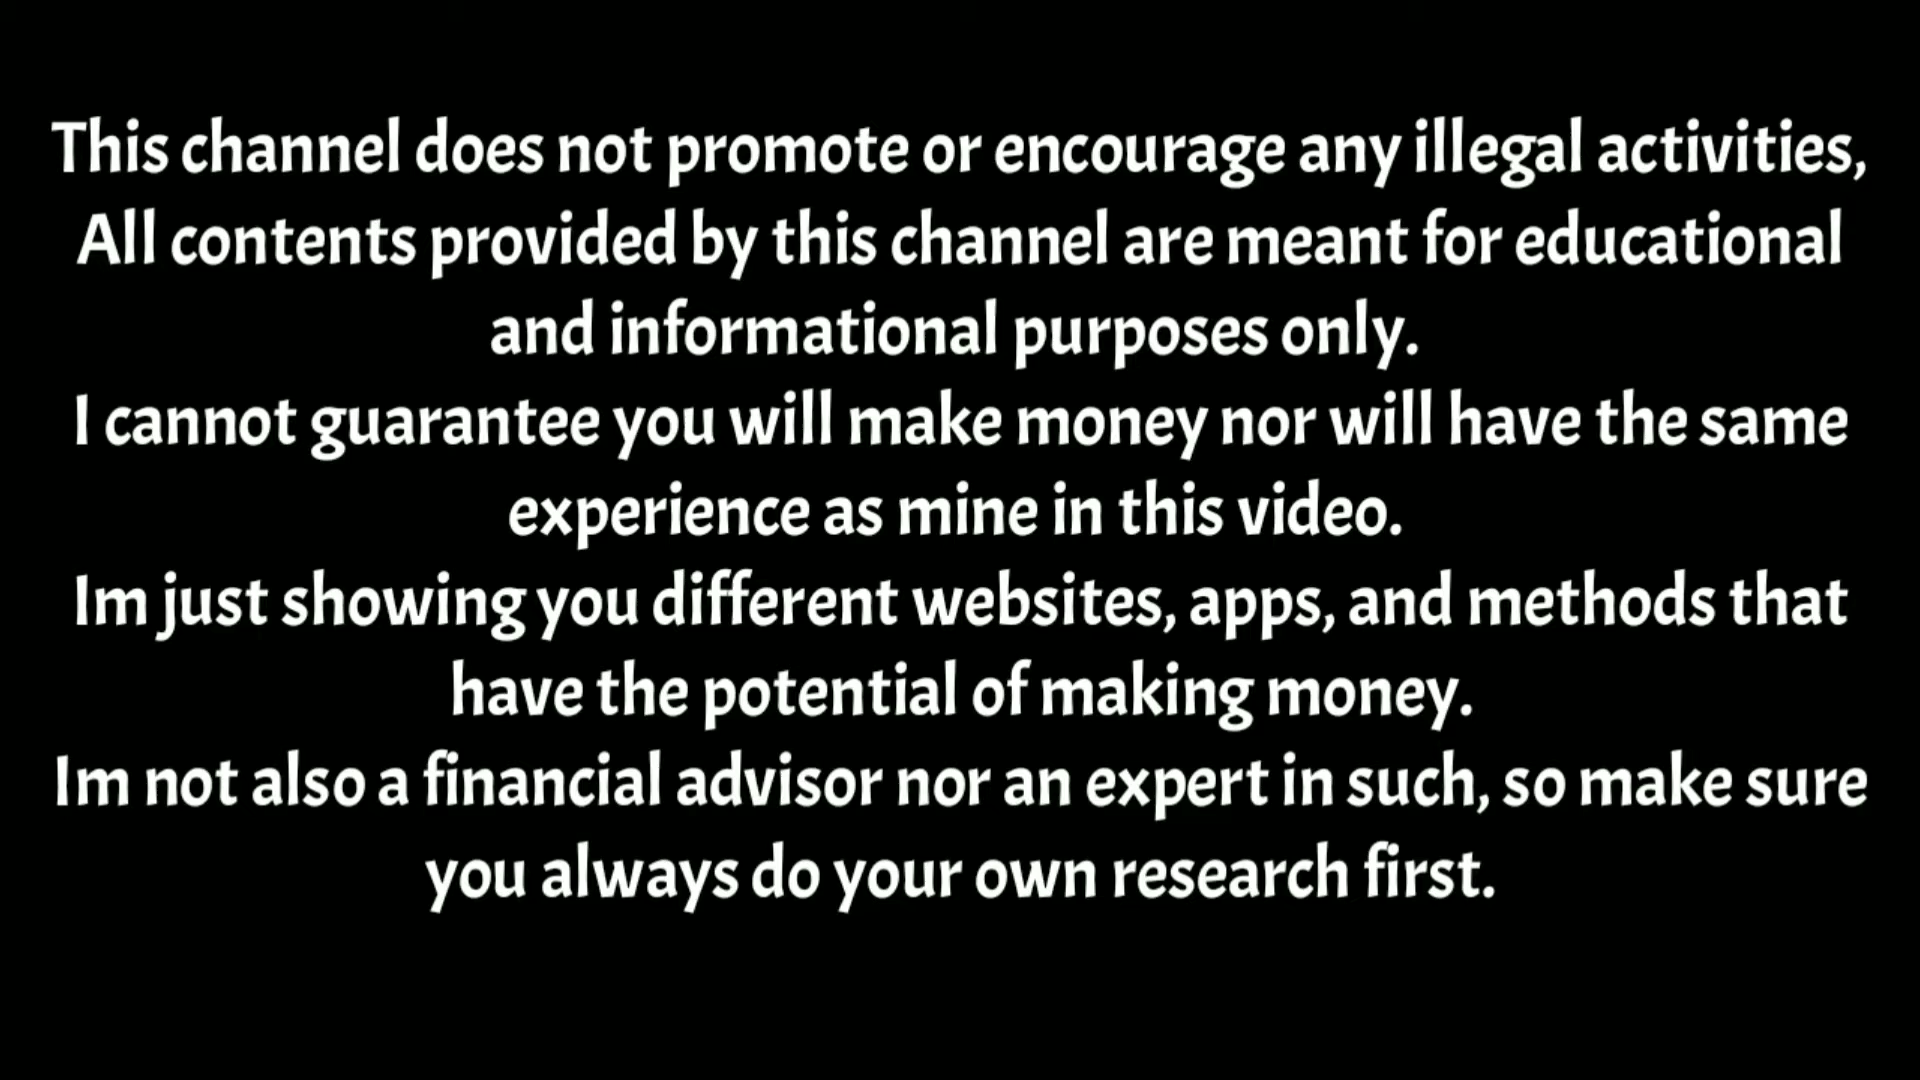 This channel does not promote or encourage any illegal activities,
All contents provided by this channel are meant for educational
and informational purposes only.
I cannot guarantee you will make money nor will have the same
experience as mine in this video.
Im just showing you different websites, apps, and methods that
have the potential of making money.
Im not also a financial advisor nor an expert in such, so make sure
you always do your own research first.